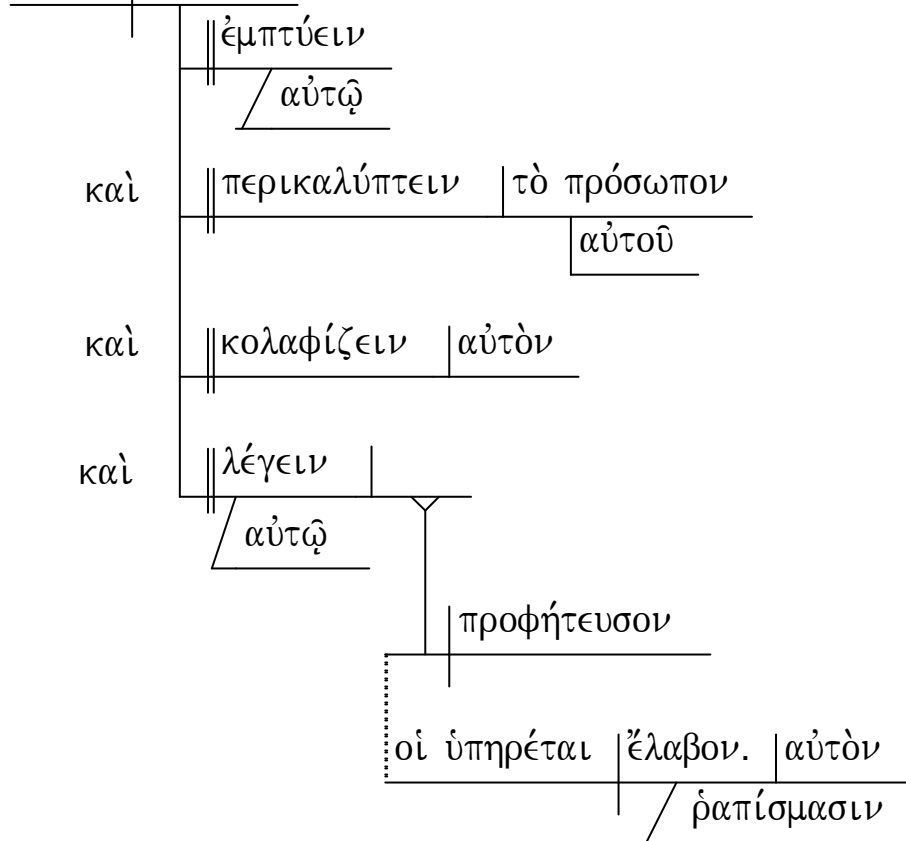 ἐμπτύειν
αὐτῷ
καὶ περικαλύπτειν τὸ πρόσωπον
αὐτοῦ
καὶ κολαφίζειν αὐτὸν
καὶ λέγειν
αὐτῷ
προφήτευσον
οἱ ὑπηρέται ἔλαβον. αὐτὸν
ῥαπίσμασιν